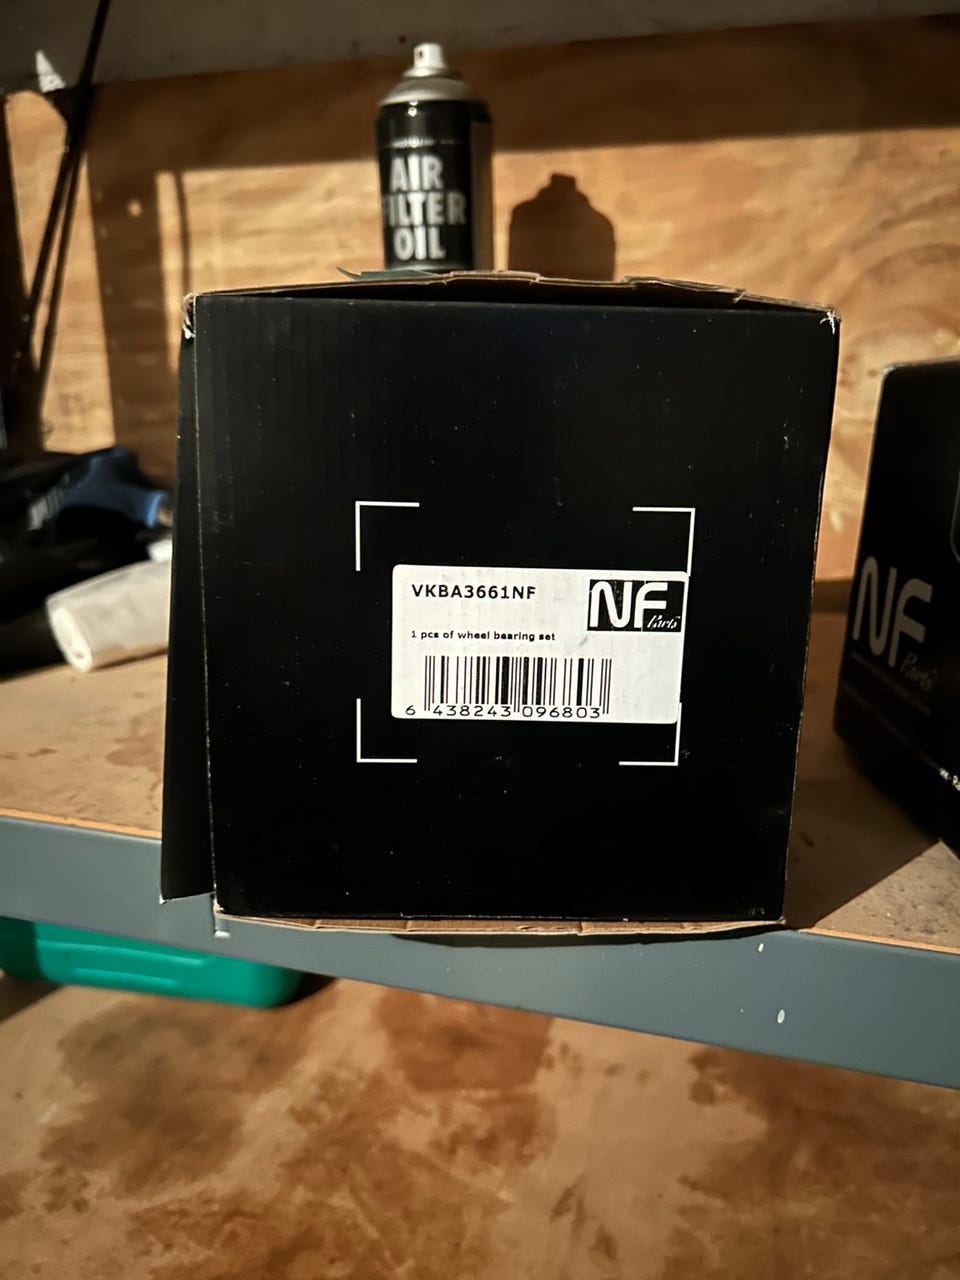 AIR
FILTER
OIL
VKBA3661NF
NF
Parts
1 pcs of wheel bearing set
6 438243 096803
NF
Parts